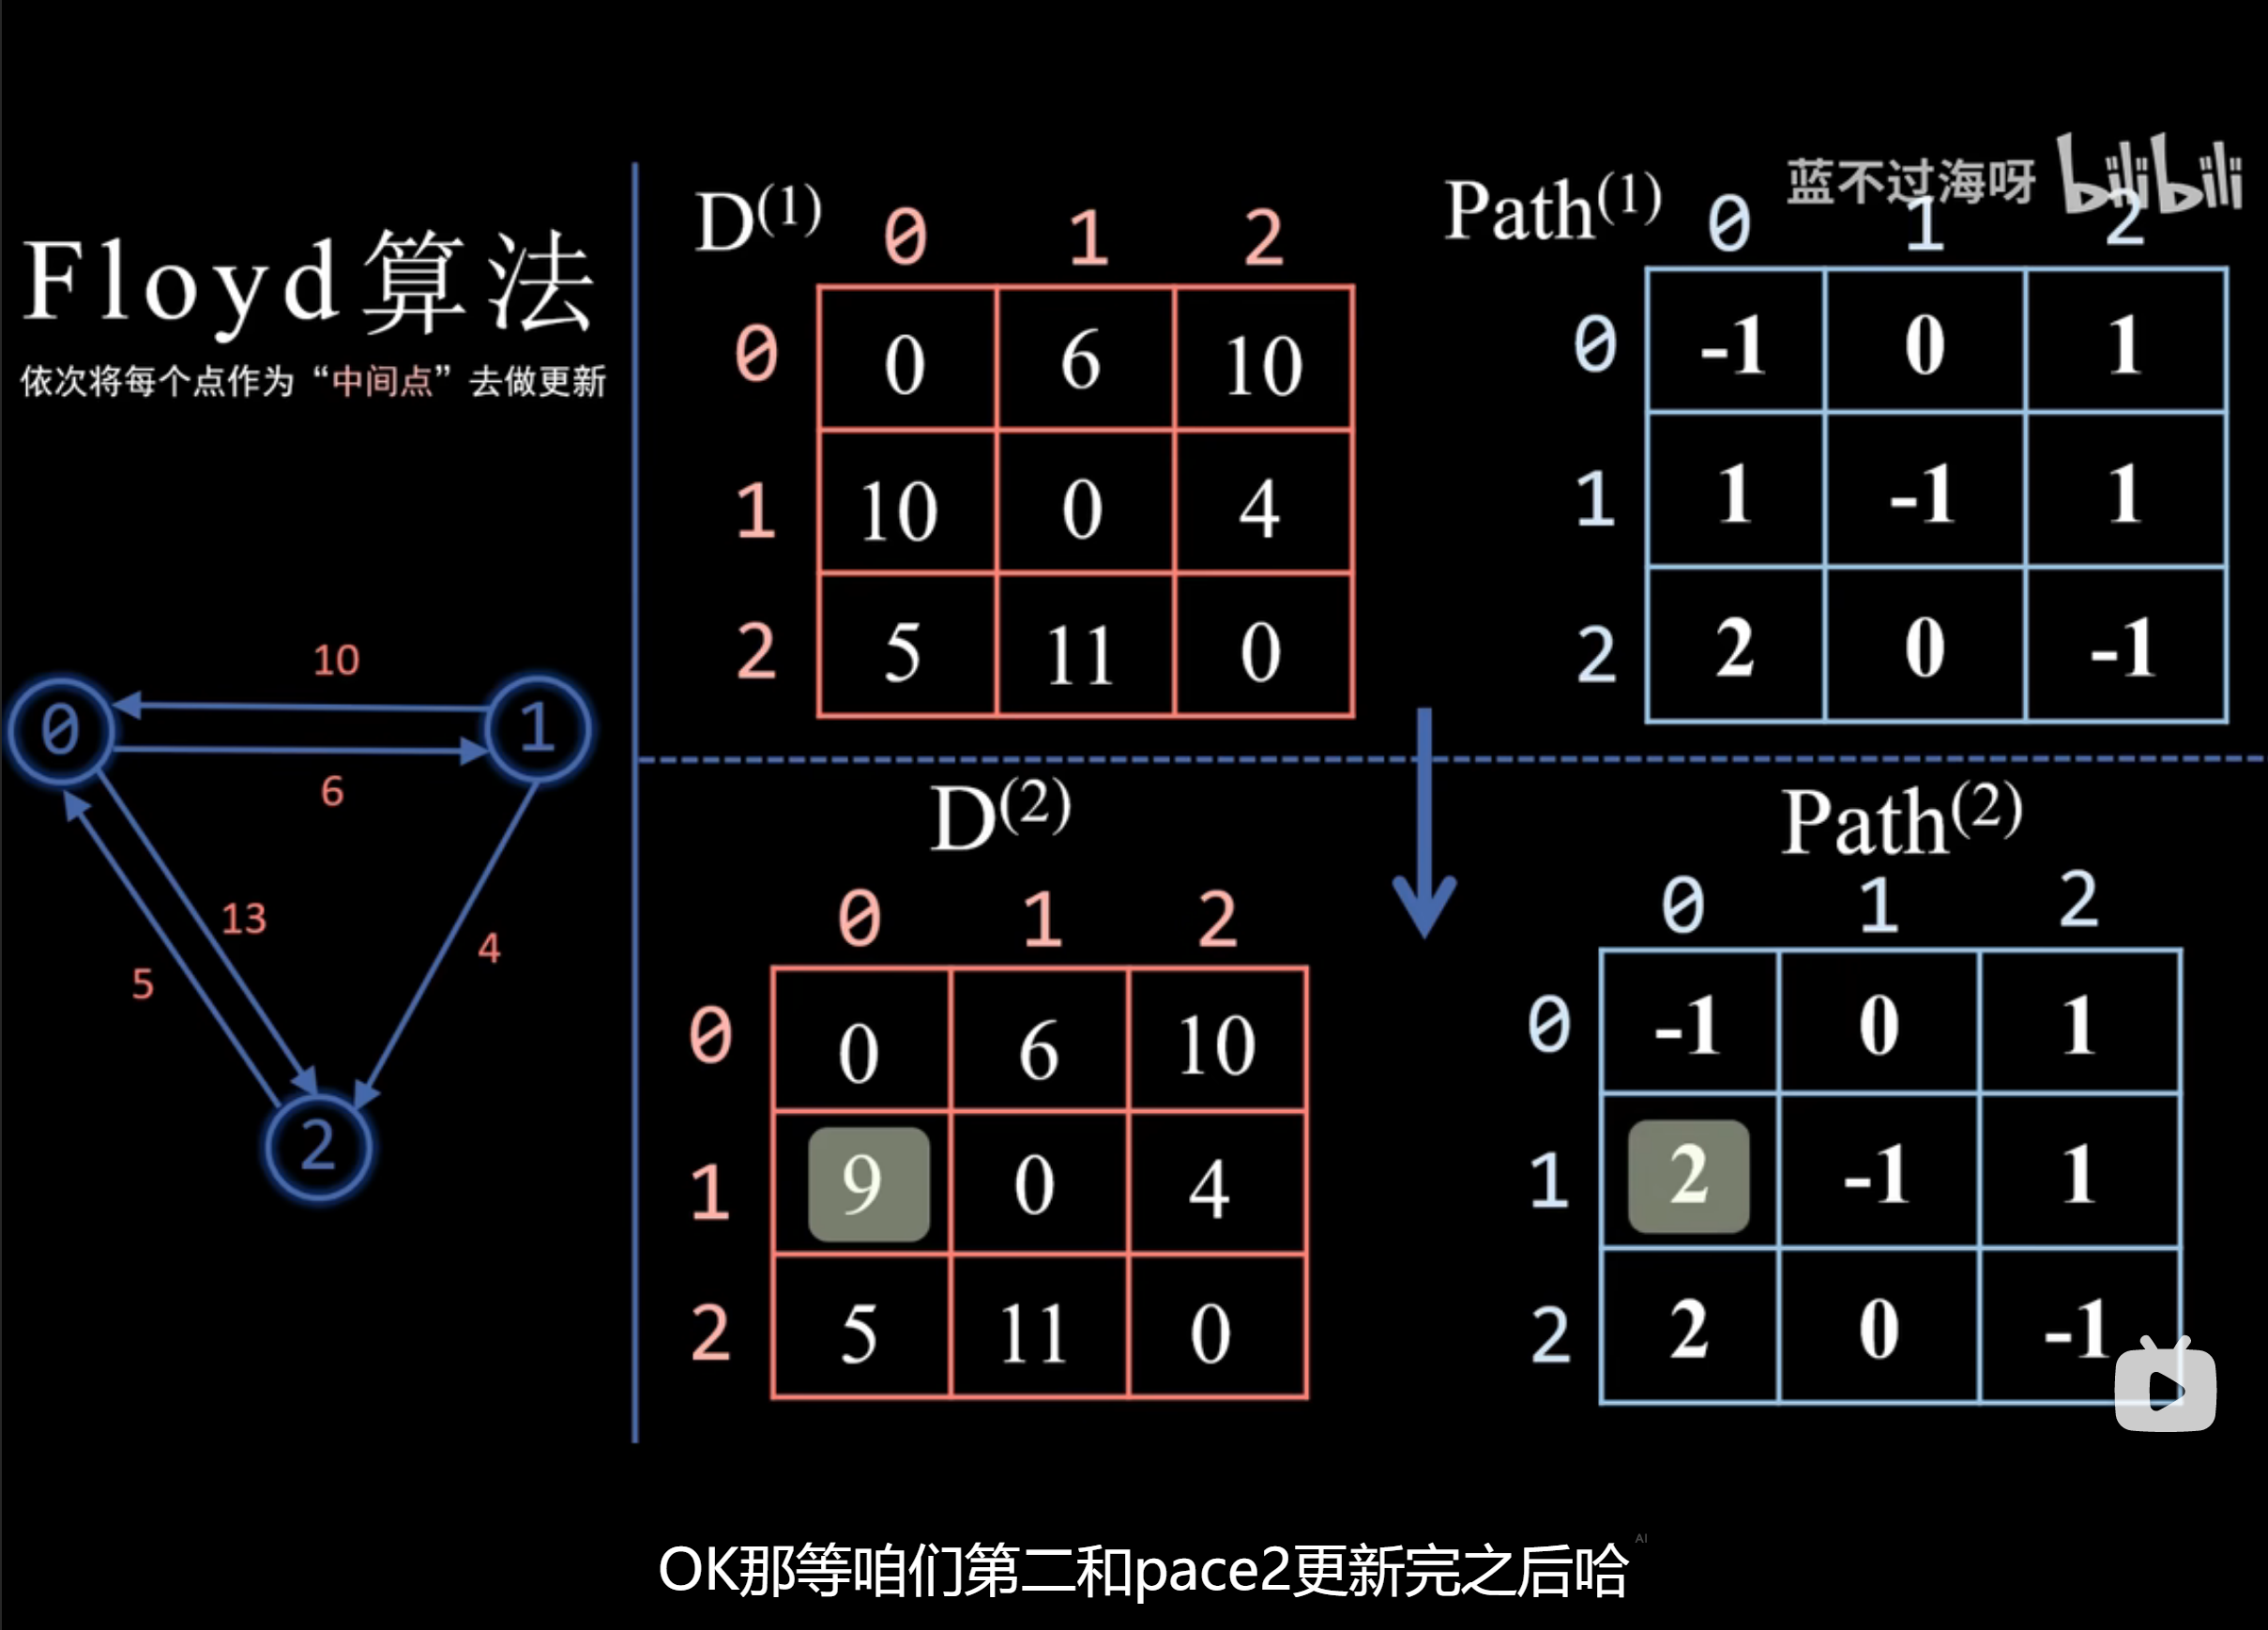 蓝不过海呀 bilibili
Floyd算法
依次将每个点作为“中间点”去做更新
D(1)
0 1 2
0 0 6 10
1 10 0 4
2 5 11 0
Path(1)
0 1 2
0 -1 0 1
1 1 -1 1
2 2 0 -1
10
0 1
6
13
4
5
2
D(2)
0 1 2
0 0 6 10
1 9 0 4
2 5 11 0
Path(2)
0 1 2
0 -1 0 1
1 2 -1 1
2 2 0 -1
OK那等咱们第二和pace2更新完之后哈
AI